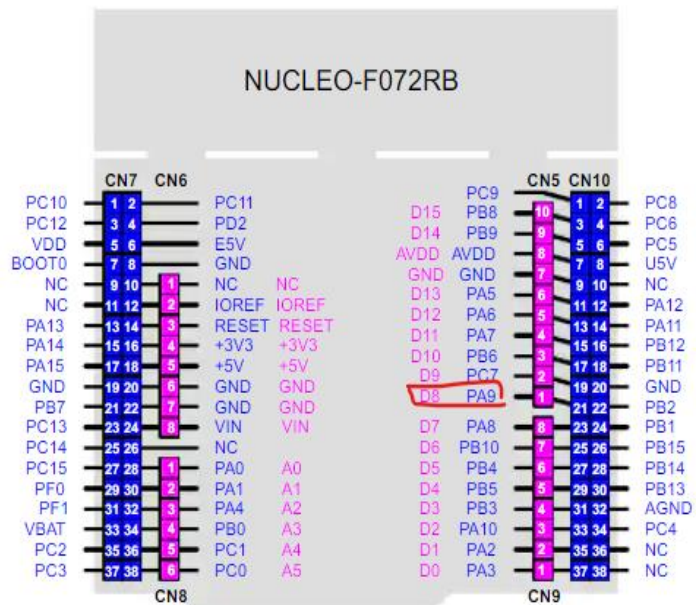 NUCLEO-F072RB
CN7 CN6 CN5 CN10
PC9
PC10 1 2 PC11 D15 PB8 10 1 2 PC8
PC12 3 4 PD2 D14 PB9 9 3 4 PC6
VDD 5 6 E5V AVDD AVDD 8 5 6 PC5
BOOT0 7 8 GND GND GND 7 7 8 U5V
NC 9 10 1 NC NC D13 PA5 6 9 10 NC
NC 11 12 2 IOREF IOREF D12 PA6 5 11 12 PA12
PA13 13 14 3 RESET RESET D11 PA7 4 13 14 PA11
PA14 15 16 4 +3V3 +3V3 D10 PB6 3 15 16 PB12
PA15 17 18 5 +5V +5V D9 PC7 2 17 18 PB11
GND 19 20 6 GND GND D8 PA9 1 19 20 GND
PB7 21 22 7 GND GND 21 22 PB2
PC13 23 24 8 VIN VIN D7 PA8 8 23 24 PB1
PC14 25 26 NC D6 PB10 7 25 26 PB15
PC15 27 28 1 PA0 A0 D5 PB4 6 27 28 PB14
PF0 29 30 2 PA1 A1 D4 PB5 5 29 30 PB13
PF1 31 32 3 PA4 A2 D3 PB3 4 31 32 AGND
VBAT 33 34 4 PB0 A3 D2 PA10 3 33 34 PC4
PC2 35 36 5 PC1 A4 D1 PA2 2 35 36 NC
PC3 37 38 6 PC0 A5 D0 PA3 1 37 38 NC
CN8 CN9